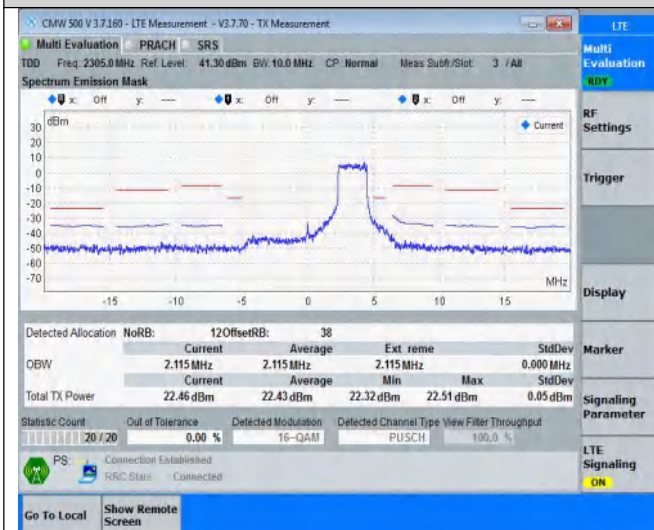 CMW 500 V 3.7.160 - LTE Measurement - V3.7.70 - TX Measurement
LTE
Multi Evaluation PRACH SRS
TDD Freq: 2305.0 MHz Ref. Level: 41.30 dBm BW: 10.0 MHz CP: Normal Meas Subfr./Slot: 3 / All
Spectrum Emission Mask
x: Off y: --- x: Off y: --- x: Off y: ---
dBm
Current
30
20
10
0
-10
-20
-30
-40
-50
-60
-70
MHz
-15 -10 -5 0 5 10 15
Detected Allocation NoRB: 12 OffsetRB: 38
Current Average Extreme StdDev
OBW 2.115 MHz 2.115 MHz 2.115 MHz 0.000 MHz
Current Average Min Max StdDev
Total TX Power 22.46 dBm 22.43 dBm 22.32 dBm 22.51 dBm 0.05 dBm
Statistic Count Out of Tolerance Detected Modulation Detected Channel Type View Filter Throughput
20 / 20 0.00 % 16-QAM PUSCH 100.0 %
PS: Connection Established
RRC State Connected
Multi Evaluation
RDY
RF Settings
Trigger
Display
Marker
Signaling Parameter
LTE Signaling
ON
Go To Local
Show Remote Screen